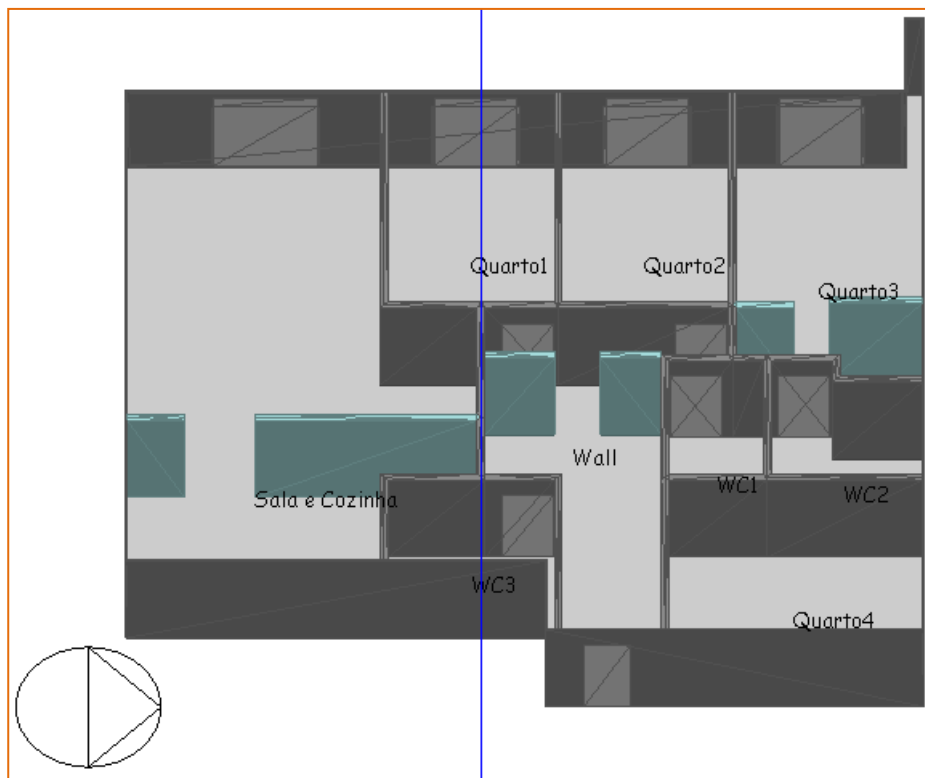 Quarto1
Quarto2
Quarto3
Wall
WC1
WC2
Sala e Cozinha
WC3
Quarto4